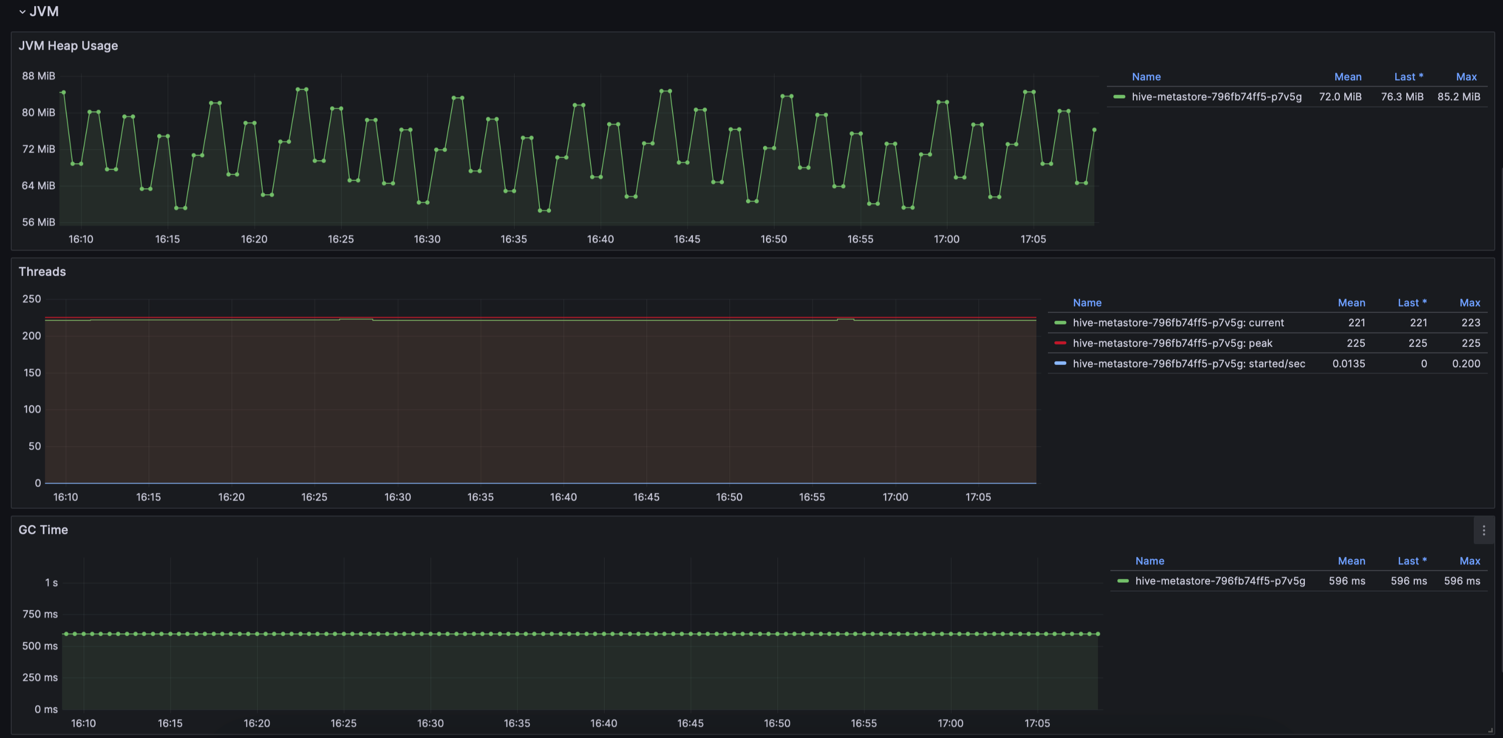 JVM
JVM Heap Usage
88 MiB
80 MiB
72 MiB
64 MiB
56 MiB
16:10 16:15 16:20 16:25 16:30 16:35 16:40 16:45 16:50 16:55 17:00 17:05
Name Mean Last * Max
hive-metastore-796fb74ff5-p7v5g 72.0 MiB 76.3 MiB 85.2 MiB
Threads
250
200
150
100
50
0
16:10 16:15 16:20 16:25 16:30 16:35 16:40 16:45 16:50 16:55 17:00 17:05
Name Mean Last * Max
hive-metastore-796fb74ff5-p7v5g: current 221 221 223
hive-metastore-796fb74ff5-p7v5g: peak 225 225 225
hive-metastore-796fb74ff5-p7v5g: started/sec 0.0135 0 0.200
GC Time
1 s
750 ms
500 ms
250 ms
0 ms
16:10 16:15 16:20 16:25 16:30 16:35 16:40 16:45 16:50 16:55 17:00 17:05
Name Mean Last * Max
hive-metastore-796fb74ff5-p7v5g 596 ms 596 ms 596 ms